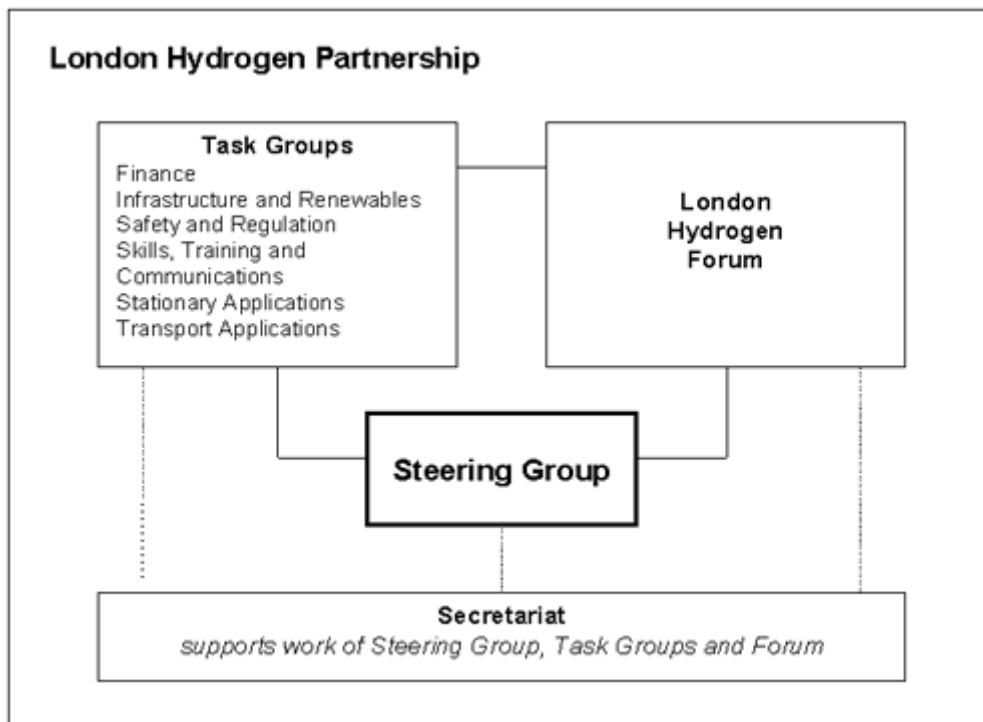 London Hydrogen Partnership
Task Groups
Finance
Infrastructure and Renewables
Safety and Regulation
Skills, Training and
Communications
Stationary Applications
Transport Applications
London
Hydrogen
Forum
Steering Group
Secretariat
supports work of Steering Group, Task Groups and Forum